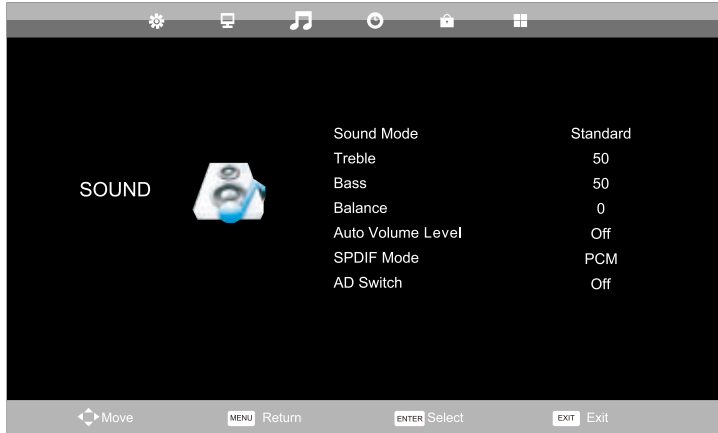 Sound Mode Standard
Treble 50
Bass 50
SOUND
Balance 0
Auto Volume Level Off
SPDIF Mode PCM
AD Switch Off
Move MENU Return ENTER Select EXIT Exit